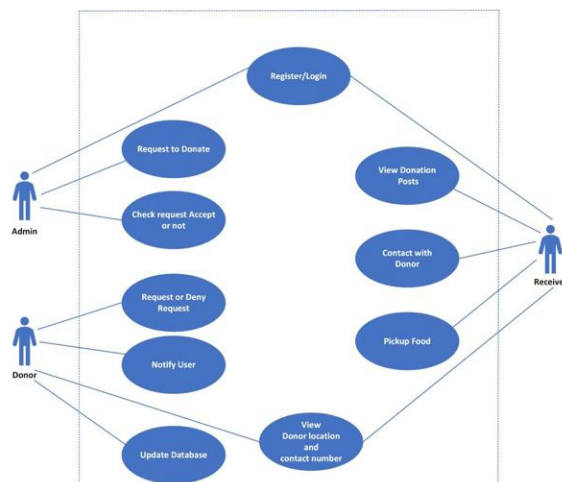 Register/Login
Request to Donate
View Donation
Posts
Check request Accept
or not
Admin
Contact with
Donor
Receive
Request or Deny
Request
Pickup Food
Notify User
Donor
View
Donor location
and
contact number
Update Database